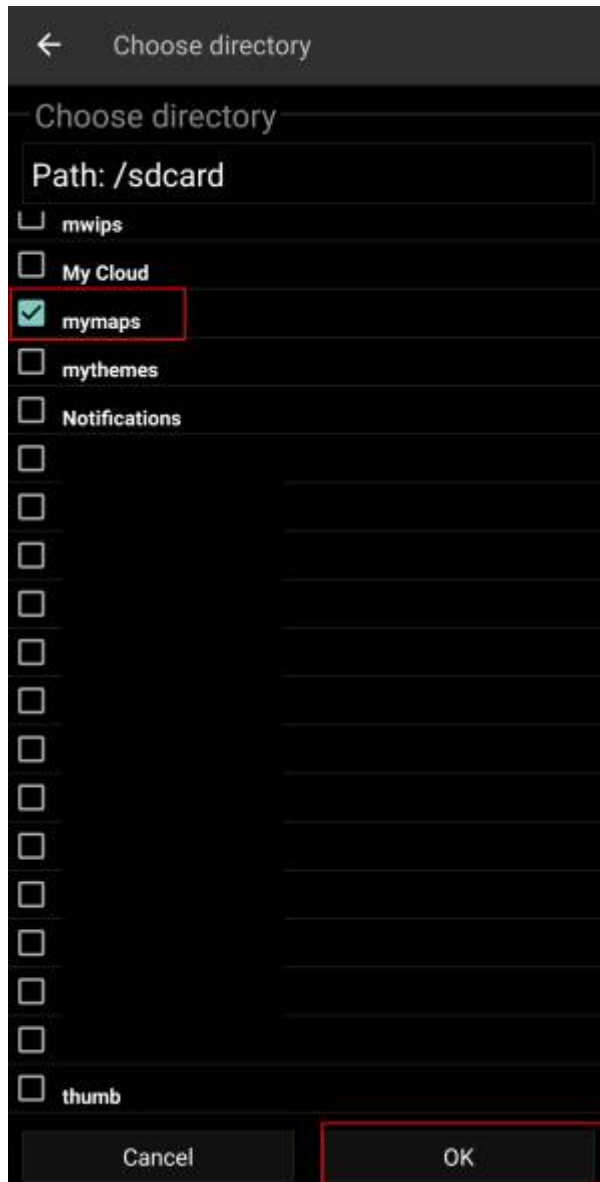 Choose directory
Choose directory
Path: /sdcard
mwips
My Cloud
mymaps
mythemes
Notifications
thumb
Cancel
OK